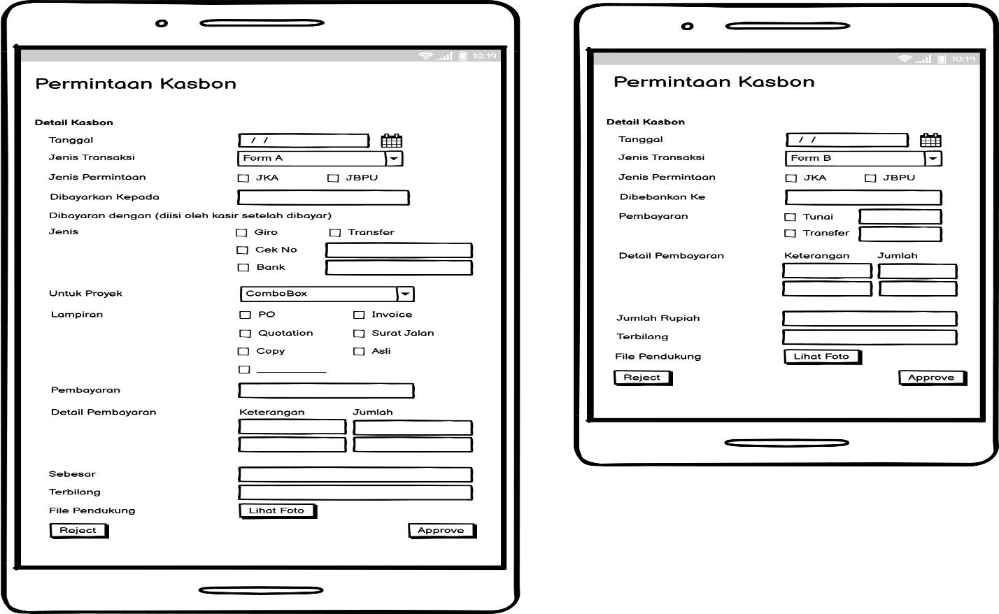 10:19
Permintaan Kasbon
Detail Kasbon
Tanggal / /
Jenis Transaksi Form A
Jenis Permintaan JKA JBPU
Dibayarkan Kepada
Dibayaran dengan (diisi oleh kasir setelah dibayar)
Jenis Giro Transfer
Cek No
Bank
Untuk Proyek ComboBox
Lampiran PO Invoice
Quotation Surat Jalan
Copy Asli
Pembayaran
Detail Pembayaran Keterangan Jumlah
Sebesar
Terbilang
File Pendukung Lihat Foto
Reject Approve
10:19
Permintaan Kasbon
Detail Kasbon
Tanggal / /
Jenis Transaksi Form B
Jenis Permintaan JKA JBPU
Dibebankan Ke
Pembayaran Tunai
Transfer
Detail Pembayaran Keterangan Jumlah
Jumlah Rupiah
Terbilang
File Pendukung Lihat Foto
Reject Approve